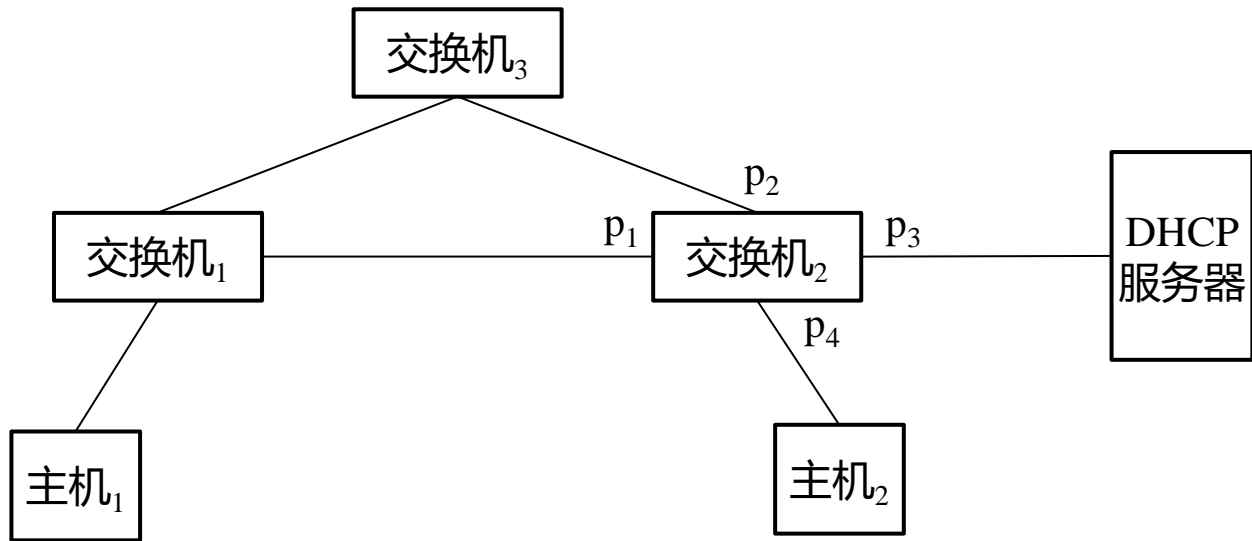 交换机₃
p₂
交换机₁
p₁
交换机₂
p₃
DHCP
服务器
p₄
主机₁
主机₂